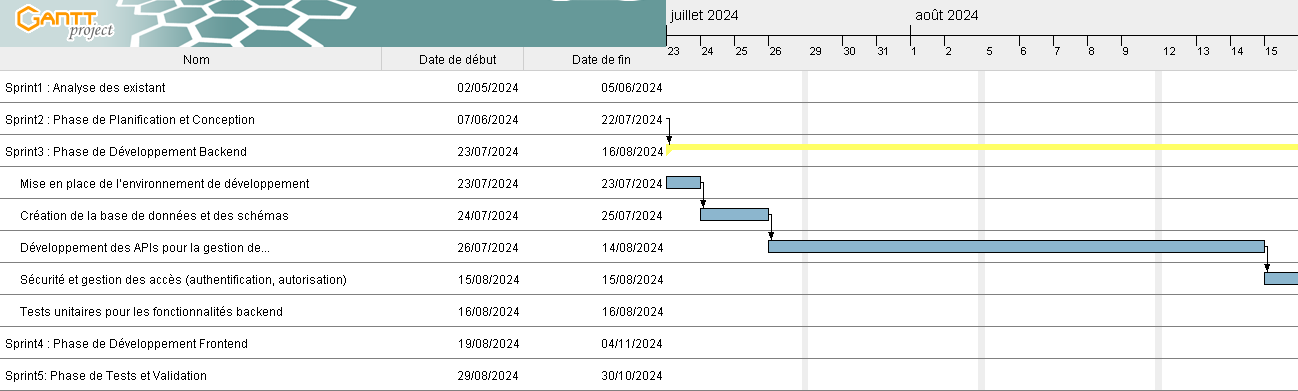 GANTT
project
juillet 2024 août 2024
23 24 25 26 29 30 31 1 2 5 6 7 8 9 12 13 14 15
Nom Date de début Date de fin
Sprint1 : Analyse des existant 02/05/2024 05/06/2024
Sprint2 : Phase de Planification et Conception 07/06/2024 22/07/2024
Sprint3 : Phase de Développement Backend 23/07/2024 16/08/2024
Mise en place de l'environnement de développement 23/07/2024 23/07/2024
Création de la base de données et des schémas 24/07/2024 25/07/2024
Développement des APIs pour la gestion de... 26/07/2024 14/08/2024
Sécurité et gestion des accès (authentification, autorisation) 15/08/2024 15/08/2024
Tests unitaires pour les fonctionnalités backend 16/08/2024 16/08/2024
Sprint4 : Phase de Développement Frontend 19/08/2024 04/11/2024
Sprint5: Phase de Tests et Validation 29/08/2024 30/10/2024